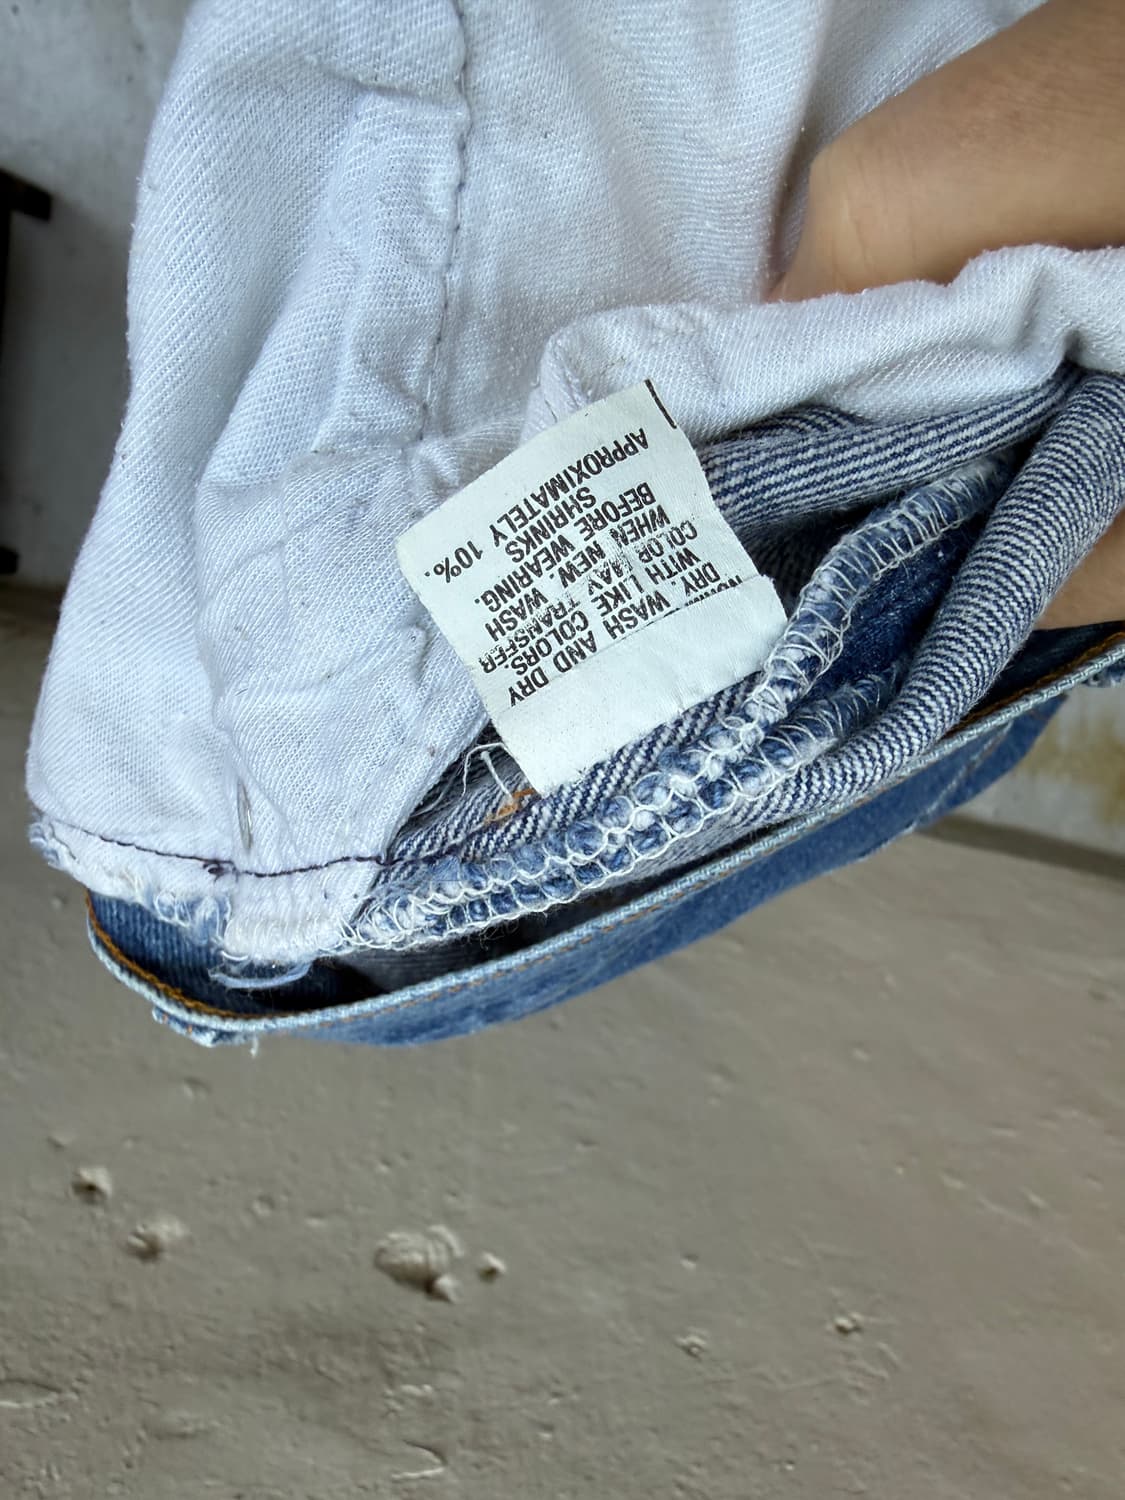 DRY. WASH AND DRY
WITH LIKE COLORS
COLOR MAY TRANSFER
WHEN NEW. WASH
BEFORE WEARING.
SHRINKS
APPROXIMATELY 10%.